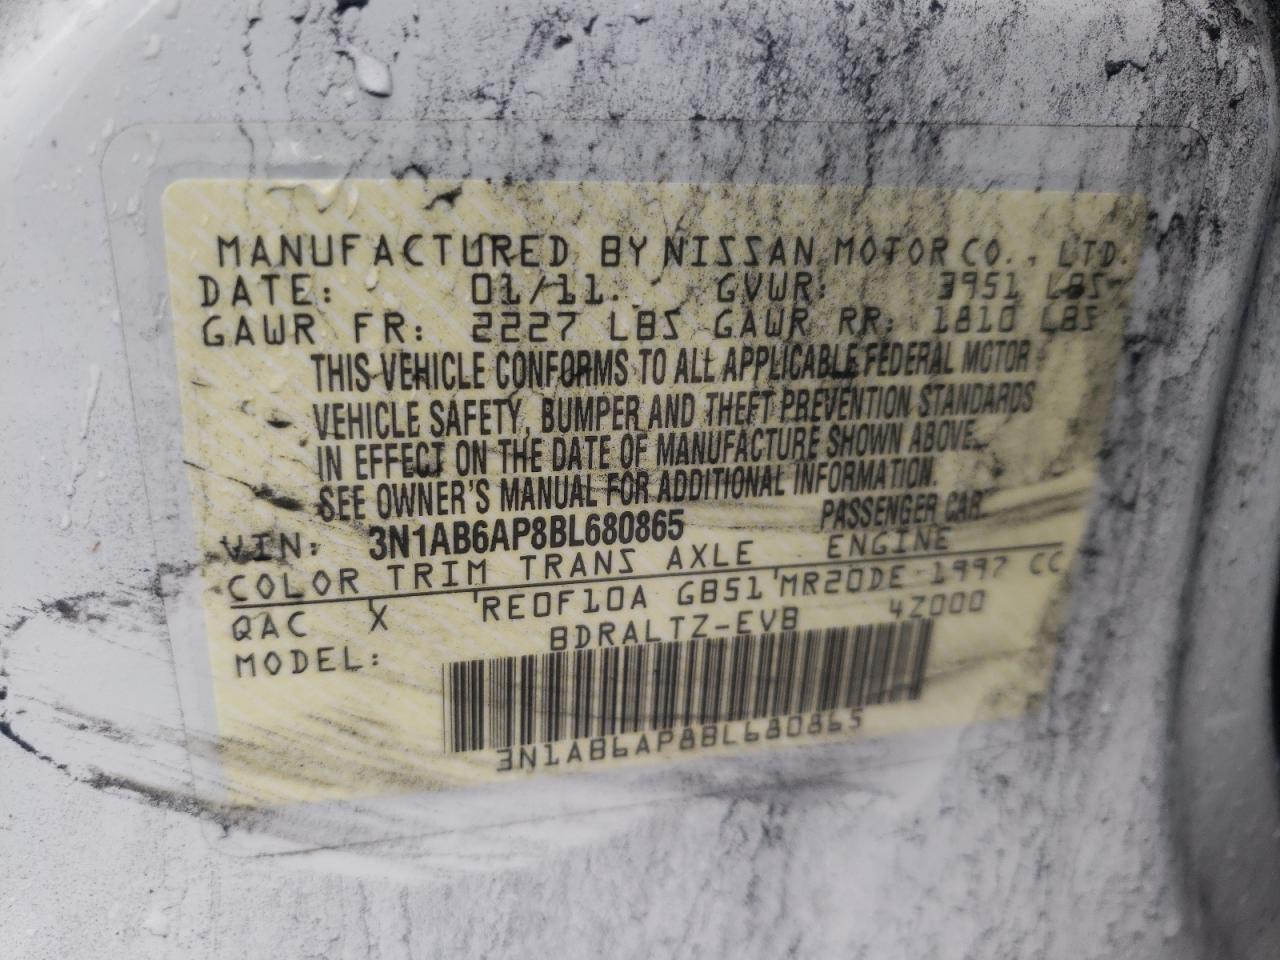 MANUFACTURED BY NISSAN MOTOR CO., LTD.
DATE: 01/11. GVWR: 3951 LBS
GAWR FR: 2227 LBS GAWR RR: 1810 LBS
THIS VEHICLE CONFORMS TO ALL APPLICABLE FEDERAL MOTOR
VEHICLE SAFETY, BUMPER AND THEFT PREVENTION STANDARDS
IN EFFECT ON THE DATE OF MANUFACTURE SHOWN ABOVE.
SEE OWNER'S MANUAL FOR ADDITIONAL INFORMATION.
VIN: 3N1AB6AP8BL680865 PASSENGER CAR
COLOR TRIM TRANS AXLE ENGINE
QAC X RE0F10A GB51 MR20DE 1997 CC
MODEL: BDRALTZ-EVB 4Z000
3N1AB6AP8BL680865